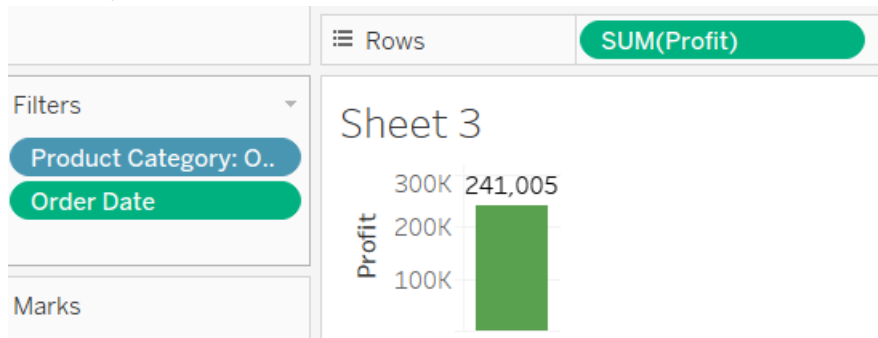 Rows
SUM(Profit)
Filters
Product Category: O..
Order Date
Marks
Sheet 3
300K
241,005
200K
100K
Profit